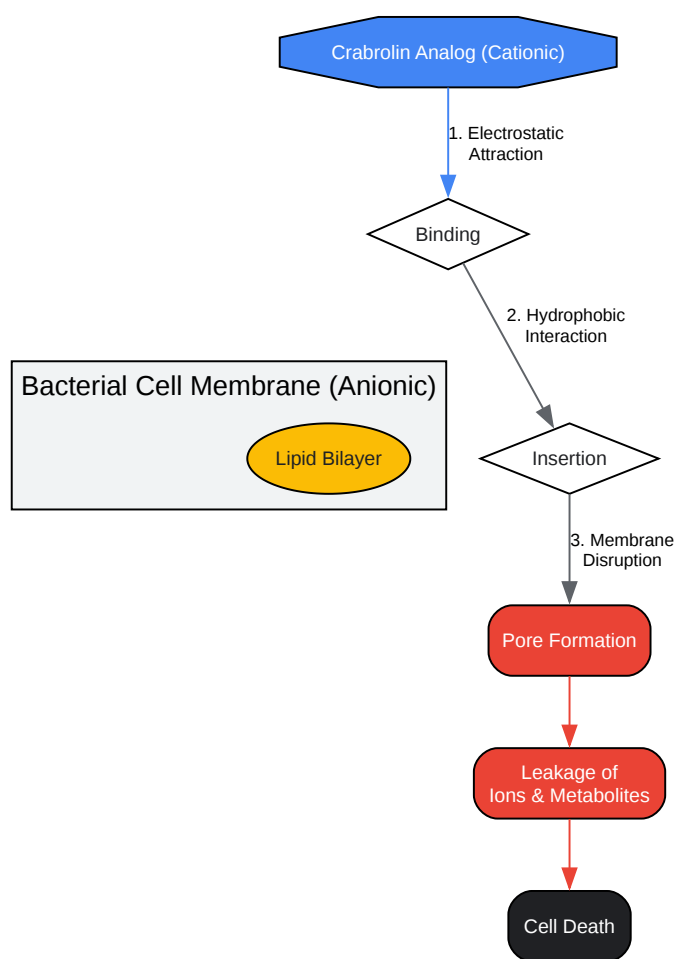 Crabrolin Analog (Cationic)
1. Electrostatic
Attraction
Binding
2. Hydrophobic
Interaction
Bacterial Cell Membrane (Anionic)
Lipid Bilayer
Insertion
3. Membrane
Disruption
Pore Formation
Leakage of
Ions & Metabolites
Cell Death